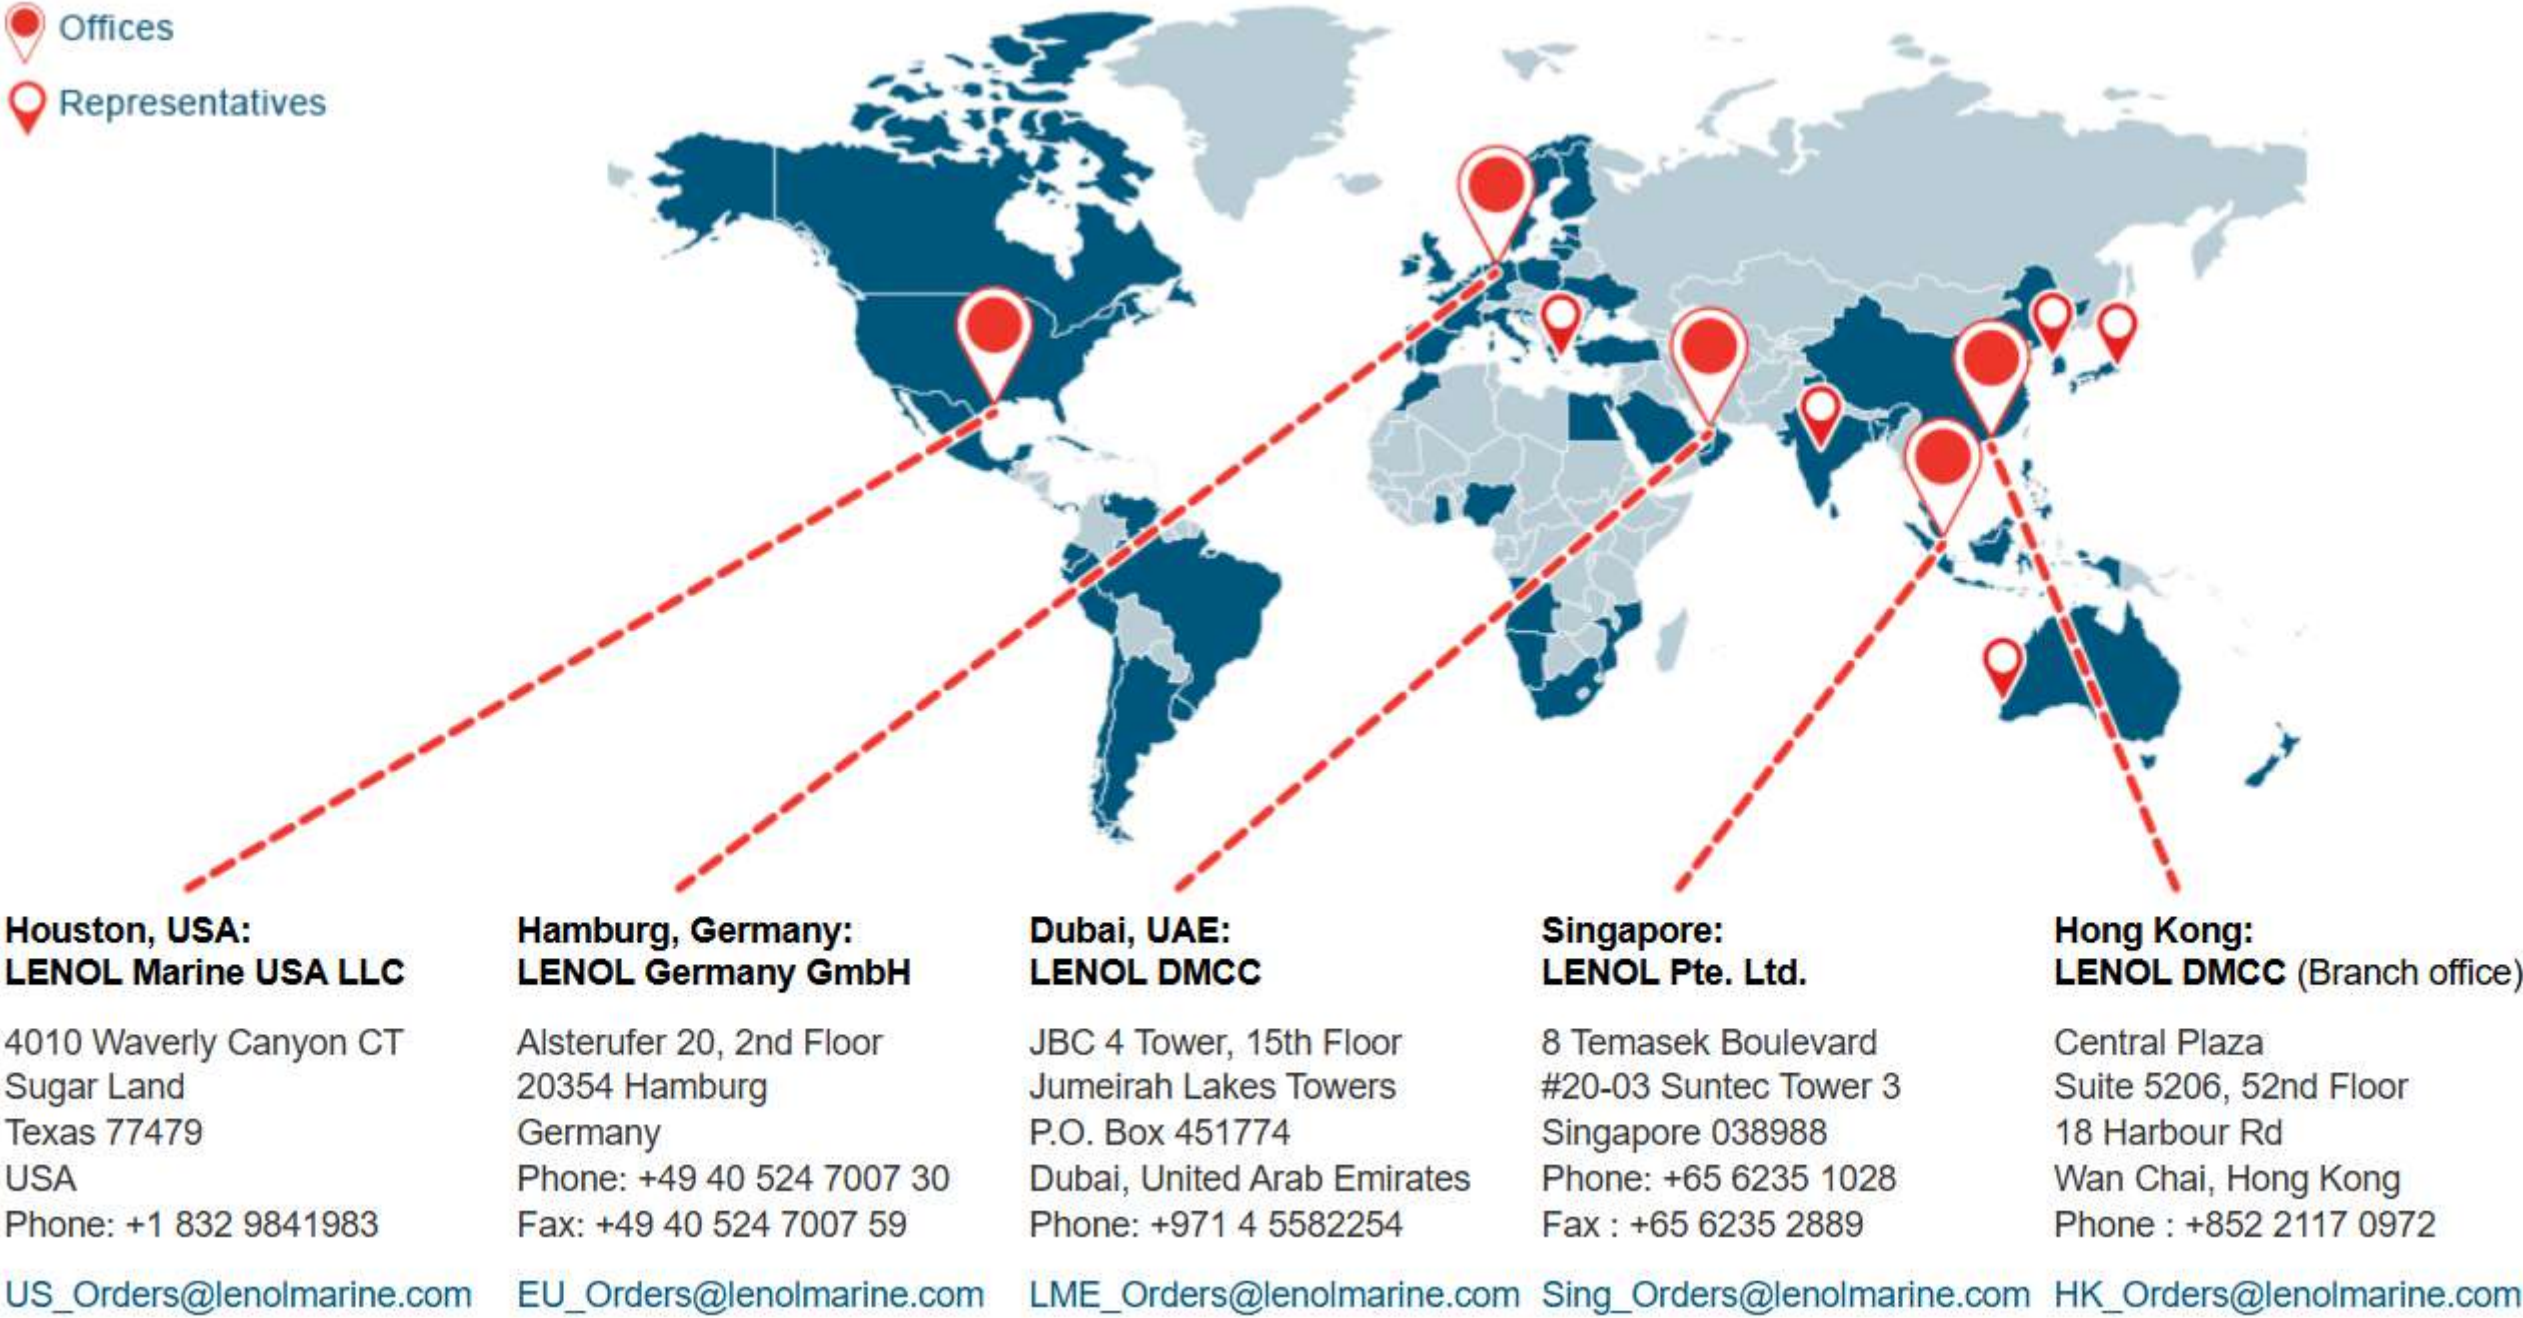 Offices
Representatives
Houston, USA:
LENOL Marine USA LLC
4010 Waverly Canyon CT
Sugar Land
Texas 77479
USA
Phone: +1 832 9841983
US_Orders@lenolmarine.com
Hamburg, Germany:
LENOL Germany GmbH
Alsterufer 20, 2nd Floor
20354 Hamburg
Germany
Phone: +49 40 524 7007 30
Fax: +49 40 524 7007 59
EU_Orders@lenolmarine.com
Dubai, UAE:
LENOL DMCC
JBC 4 Tower, 15th Floor
Jumeirah Lakes Towers
P.O. Box 451774
Dubai, United Arab Emirates
Phone: +971 4 5582254
LME_Orders@lenolmarine.com
Singapore:
LENOL Pte. Ltd.
8 Temasek Boulevard
#20-03 Suntec Tower 3
Singapore 038988
Phone: +65 6235 1028
Fax : +65 6235 2889
Sing_Orders@lenolmarine.com
Hong Kong:
LENOL DMCC (Branch office)
Central Plaza
Suite 5206, 52nd Floor
18 Harbour Rd
Wan Chai, Hong Kong
Phone : +852 2117 0972
HK_Orders@lenolmarine.com